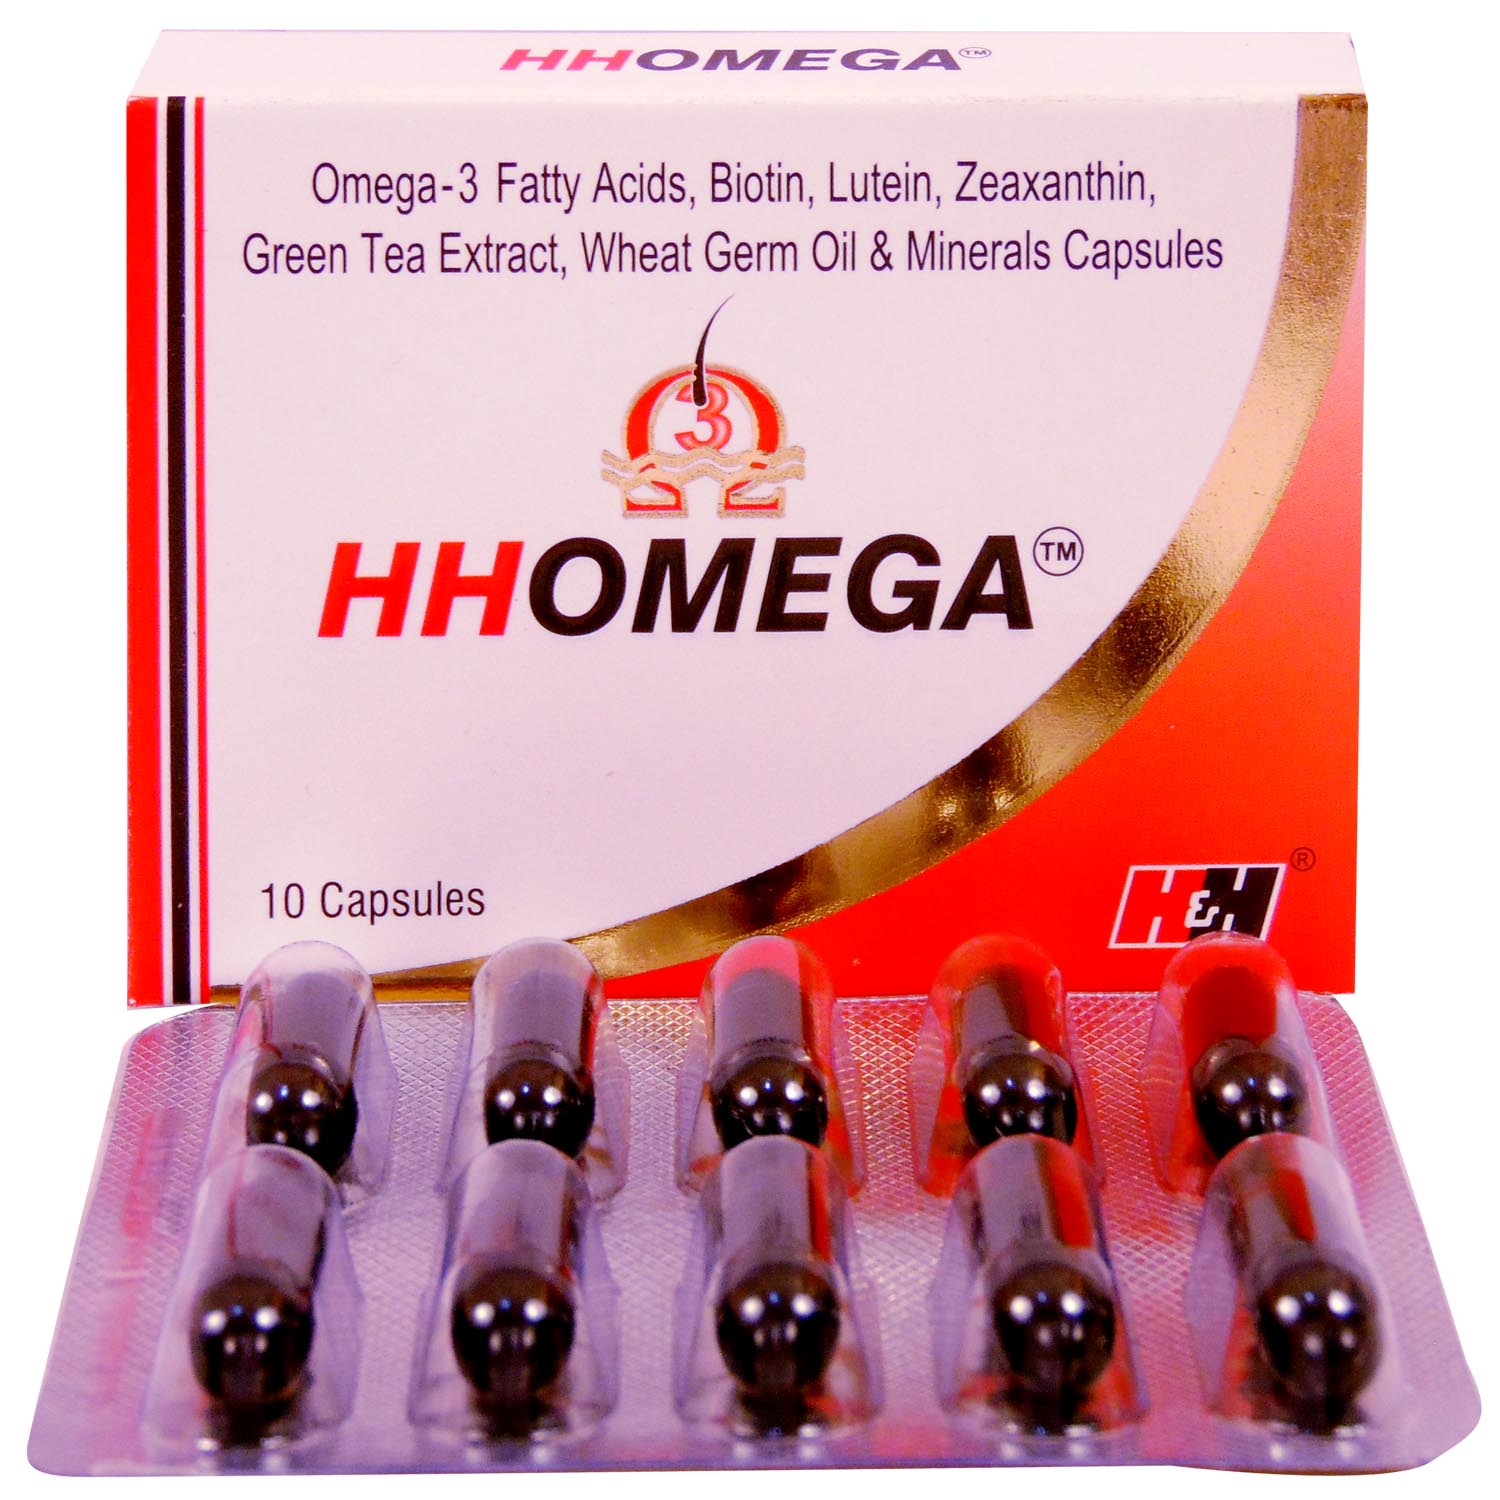 HHOMEGA™
Omega-3 Fatty Acids, Biotin, Lutein, Zeaxanthin,
Green Tea Extract, Wheat Germ Oil & Minerals Capsules
3
HHOMEGA™
10 Capsules
H&H®